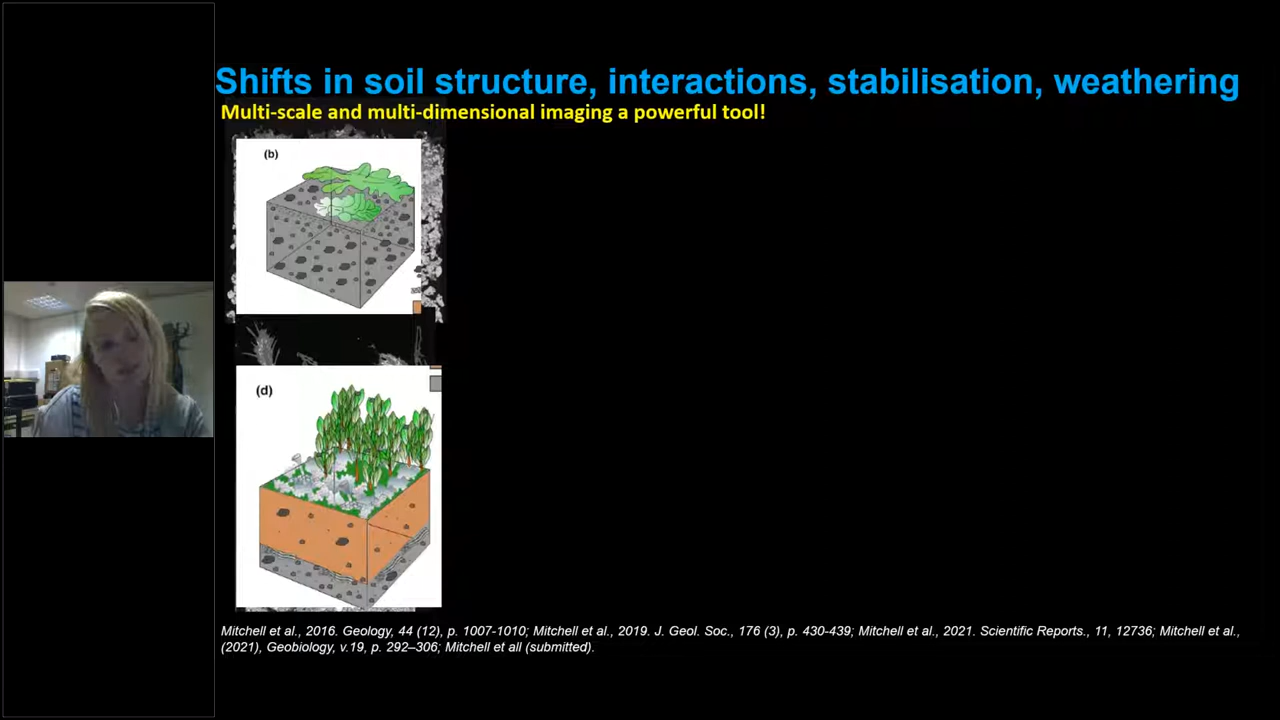 Shifts in soil structure, interactions, stabilisation, weathering
Multi-scale and multi-dimensional imaging a powerful tool!
(b)
(d)
Mitchell et al., 2016. Geology, 44 (12), p. 1007-1010; Mitchell et al., 2019. J. Geol. Soc., 176 (3), p. 430-439; Mitchell et al., 2021. Scientific Reports., 11, 12736; Mitchell et al.,
(2021), Geobiology, v.19, p. 292–306; Mitchell et all (submitted).